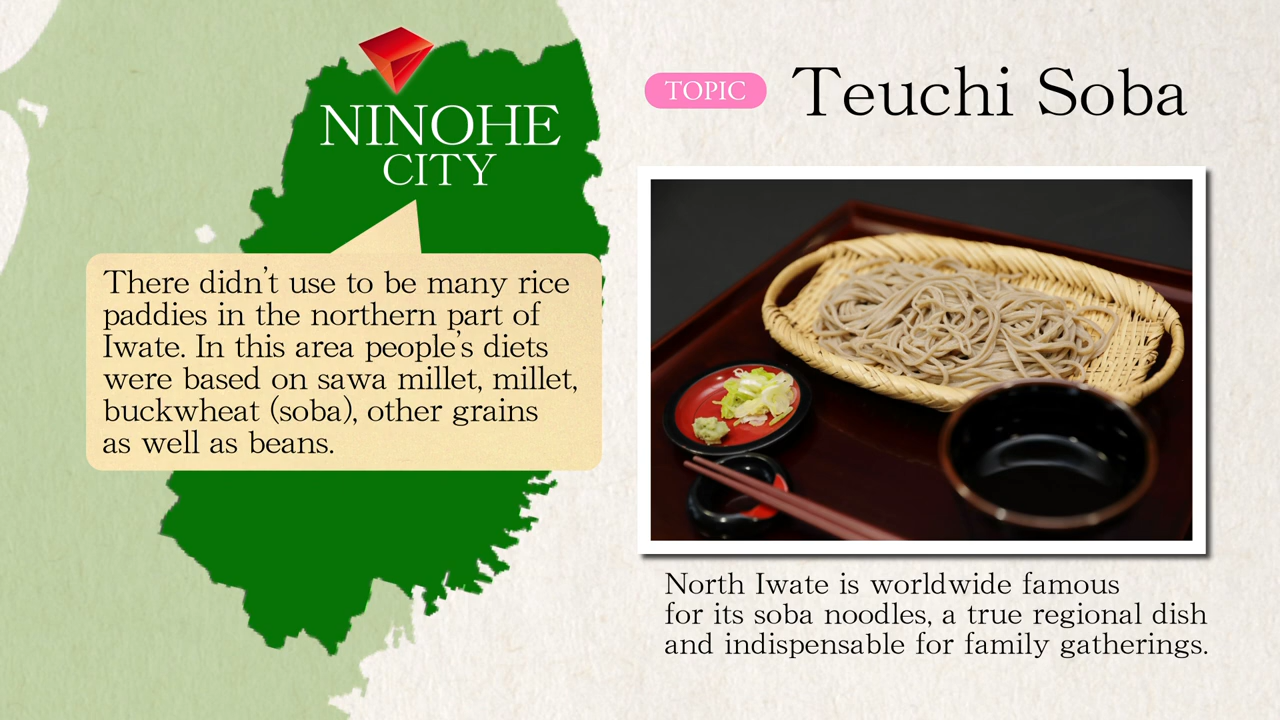 NINOHE
CITY
There didn't use to be many rice
paddies in the northern part of
Iwate. In this area people's diets
were based on sawa millet, millet,
buckwheat (soba), other grains
as well as beans.
TOPIC
Teuchi Soba
North Iwate is worldwide famous
for its soba noodles, a true regional dish
and indispensable for family gatherings.